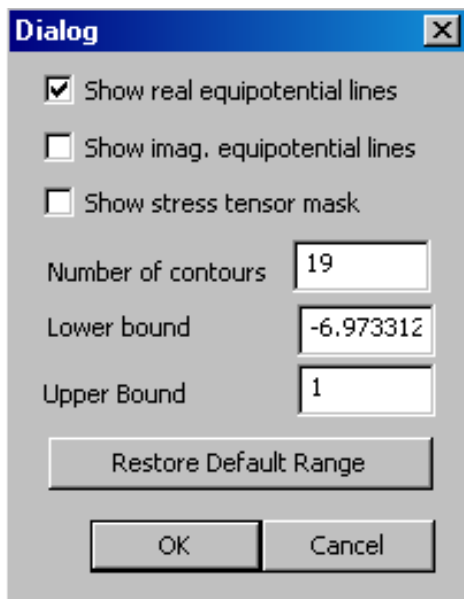 Dialog
Show real equipotential lines
Show imag. equipotential lines
Show stress tensor mask
Number of contours 19
Lower bound -6.973312
Upper Bound 1
Restore Default Range
OK Cancel